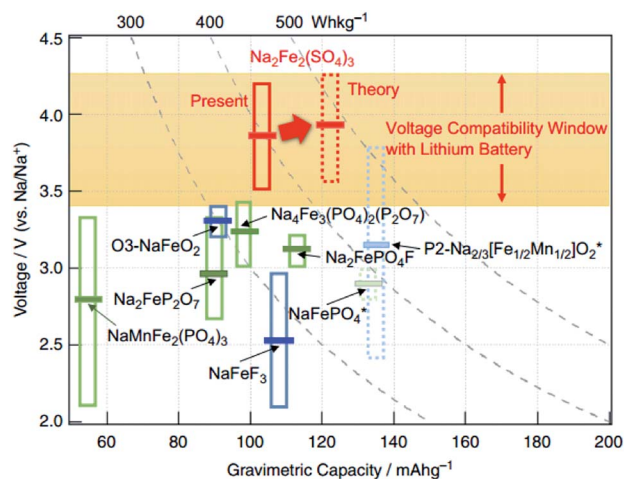 300 400 500 Whkg⁻¹
4.5
4.0
3.5
3.0
2.5
2.0
Voltage / V (vs. Na/Na⁺)
Na₂Fe₂(SO₄)₃
Present
Theory
Voltage Compatibility Window
with Lithium Battery
O3-NaFeO₂
Na₄Fe₃(PO₄)₂(P₂O₇)
Na₂FePO₄F
P2-Na₂/₃[Fe₁/₂Mn₁/₂]O₂*
Na₂FeP₂O₇
NaFePO₄*
NaMnFe₂(PO₄)₃
NaFeF₃
60 80 100 120 140 160 180 200
Gravimetric Capacity / mAhg⁻¹